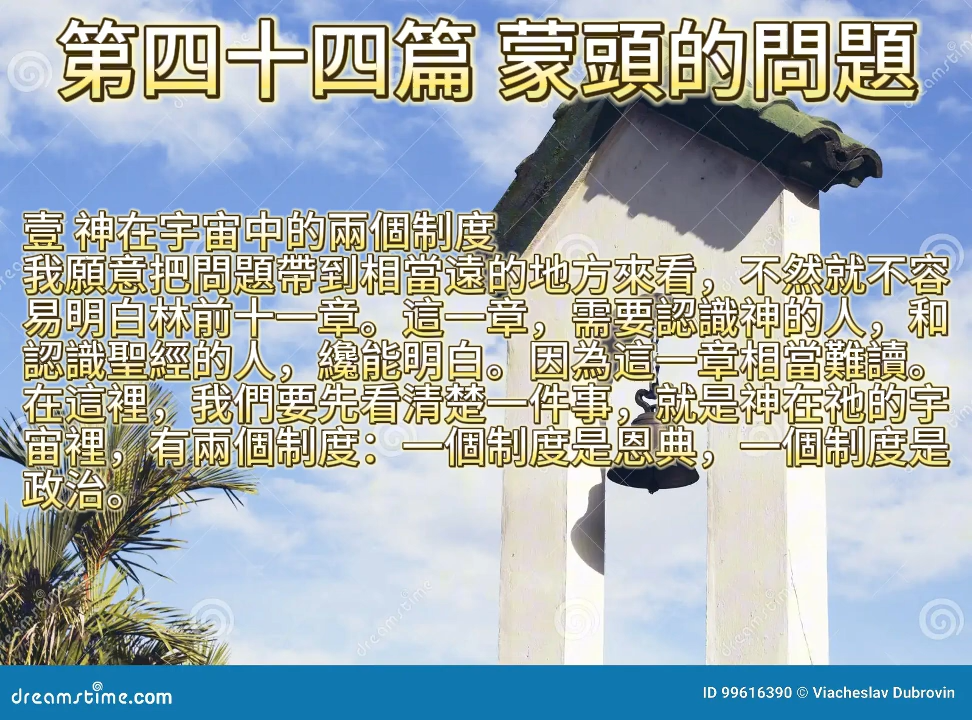 第四十四篇 蒙頭的問題
壹 神在宇宙中的兩個制度
我願意把問題帶到相當遠的地方來看，不然就不容
易明白林前十一章。這一章，需要認識神的人，和
認識聖經的人，纔能明白。因為這一章相當難讀。
在這裡，我們要先看清楚一件事，就是神在祂的宇
宙裡，有兩個制度：一個制度是恩典，一個制度是
政治。
dreamstime.com
ID 99616390 © Viacheslav Dubrovin